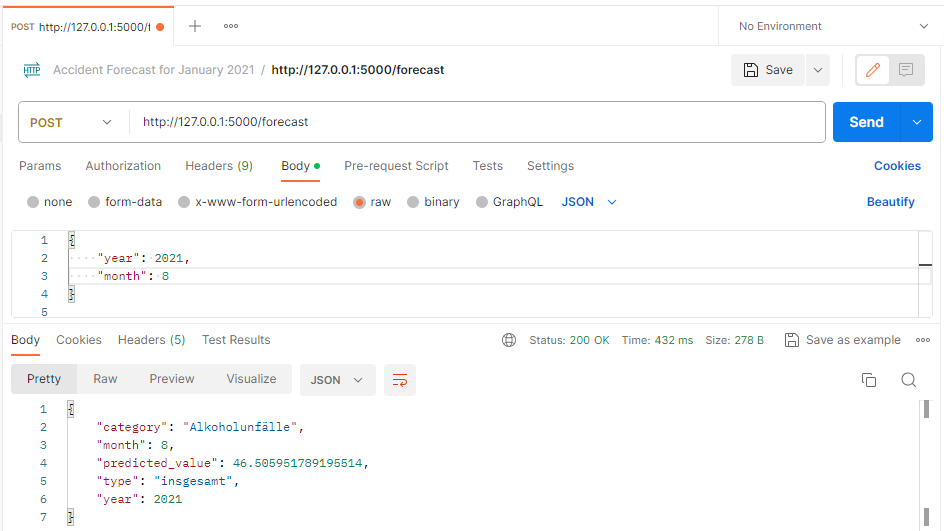 POST http://127.0.0.1:5000/f
No Environment
HTTP Accident Forecast for January 2021 / http://127.0.0.1:5000/forecast
Save
POST http://127.0.0.1:5000/forecast Send
Params Authorization Headers (9) Body Pre-request Script Tests Settings Cookies
none form-data x-www-form-urlencoded raw binary GraphQL JSON Beautify
1 {
2 "year": 2021,
3 "month": 8
4 }
5
Body Cookies Headers (5) Test Results Status: 200 OK Time: 432 ms Size: 278 B Save as example
Pretty Raw Preview Visualize JSON
1 {
2 "category": "Alkoholunfälle",
3 "month": 8,
4 "predicted_value": 46.505951789195514,
5 "type": "insgesamt",
6 "year": 2021
7 }